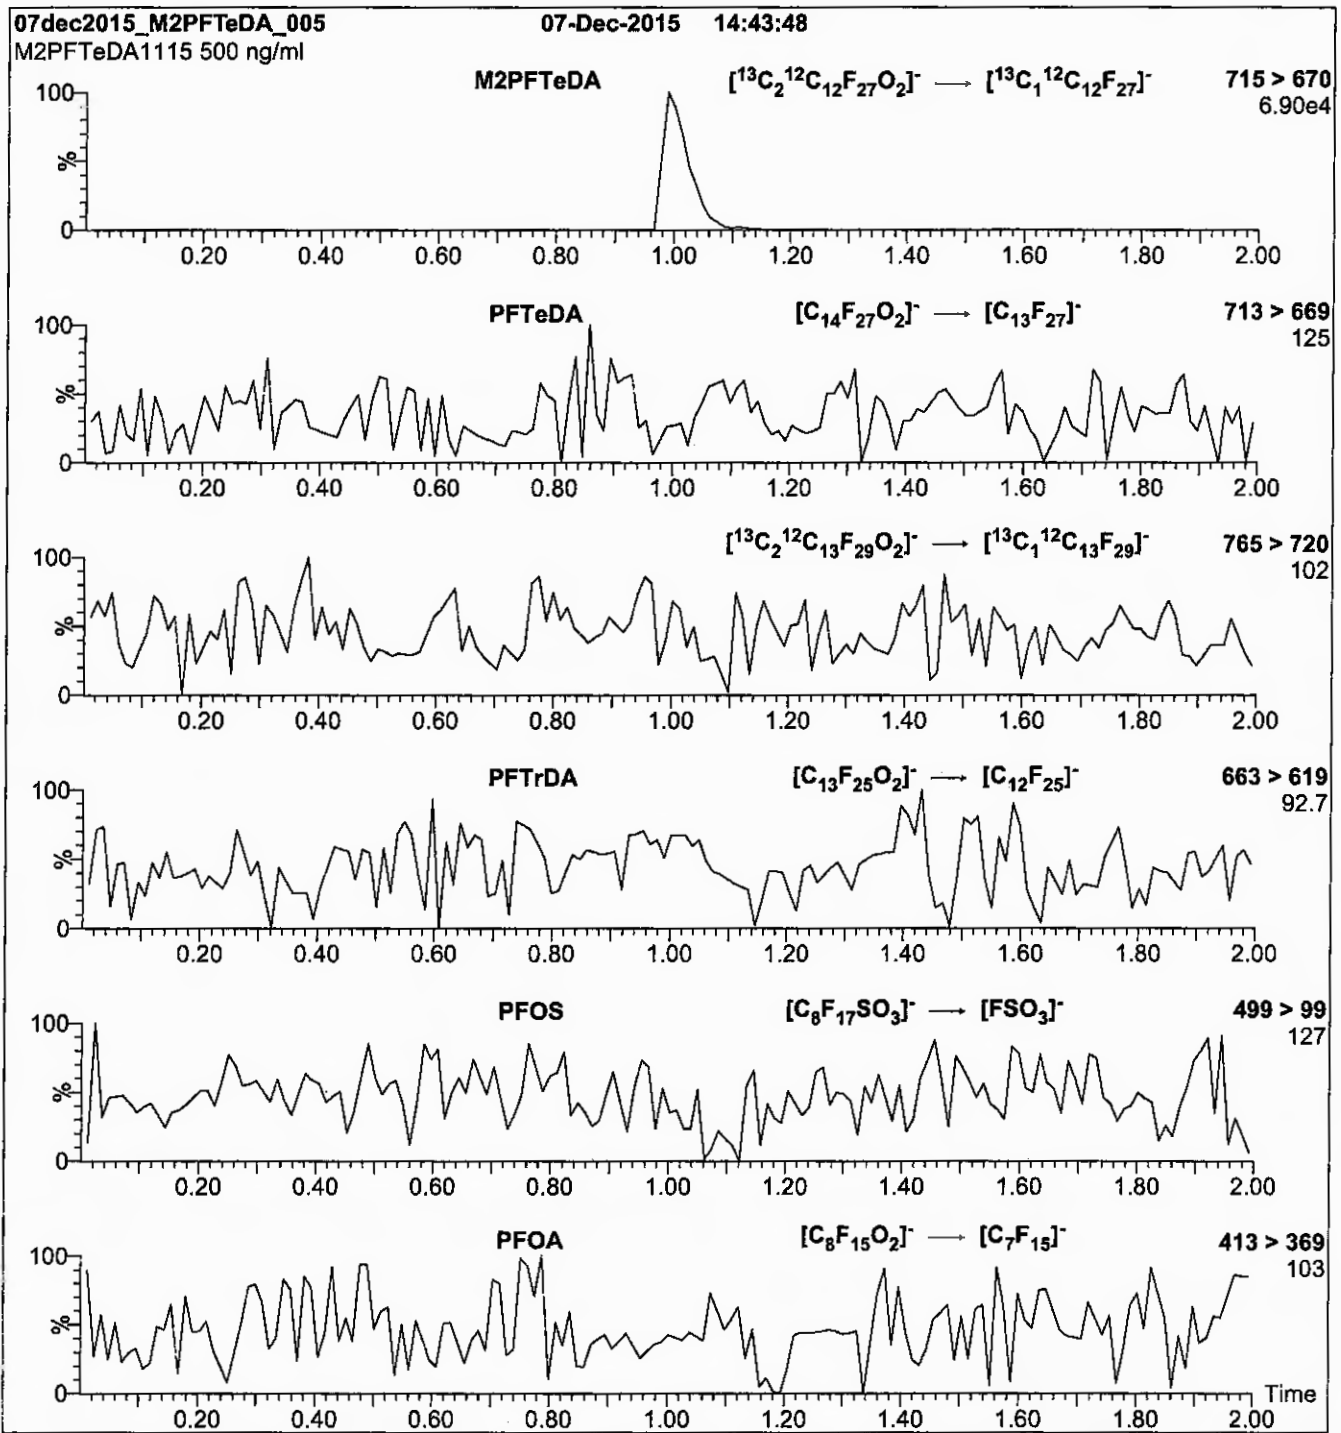 07dec2015_M2PFTeDA_005 07-Dec-2015 14:43:48
M2PFTeDA1115 500 ng/ml
M2PFTeDA [¹³C₂¹²C₁₂F₂₇O₂]⁻ → [¹³C₁¹²C₁₂F₂₇]⁻ 715 > 670
6.90e4
100
%
0
0.20 0.40 0.60 0.80 1.00 1.20 1.40 1.60 1.80 2.00
PFTeDA [C₁₄F₂₇O₂]⁻ → [C₁₃F₂₇]⁻ 713 > 669
125
100
%
0
0.20 0.40 0.60 0.80 1.00 1.20 1.40 1.60 1.80 2.00
[¹³C₂¹²C₁₃F₂₉O₂]⁻ → [¹³C₁¹²C₁₃F₂₉]⁻ 765 > 720
102
100
%
0
0.20 0.40 0.60 0.80 1.00 1.20 1.40 1.60 1.80 2.00
PFTrDA [C₁₃F₂₅O₂]⁻ → [C₁₂F₂₅]⁻ 663 > 619
92.7
100
%
0
0.20 0.40 0.60 0.80 1.00 1.20 1.40 1.60 1.80 2.00
PFOS [C₈F₁₇SO₃]⁻ → [FSO₃]⁻ 499 > 99
127
100
%
0
0.20 0.40 0.60 0.80 1.00 1.20 1.40 1.60 1.80 2.00
PFOA [C₈F₁₅O₂]⁻ → [C₇F₁₅]⁻ 413 > 369
103
100
%
0 Time
0.20 0.40 0.60 0.80 1.00 1.20 1.40 1.60 1.80 2.00